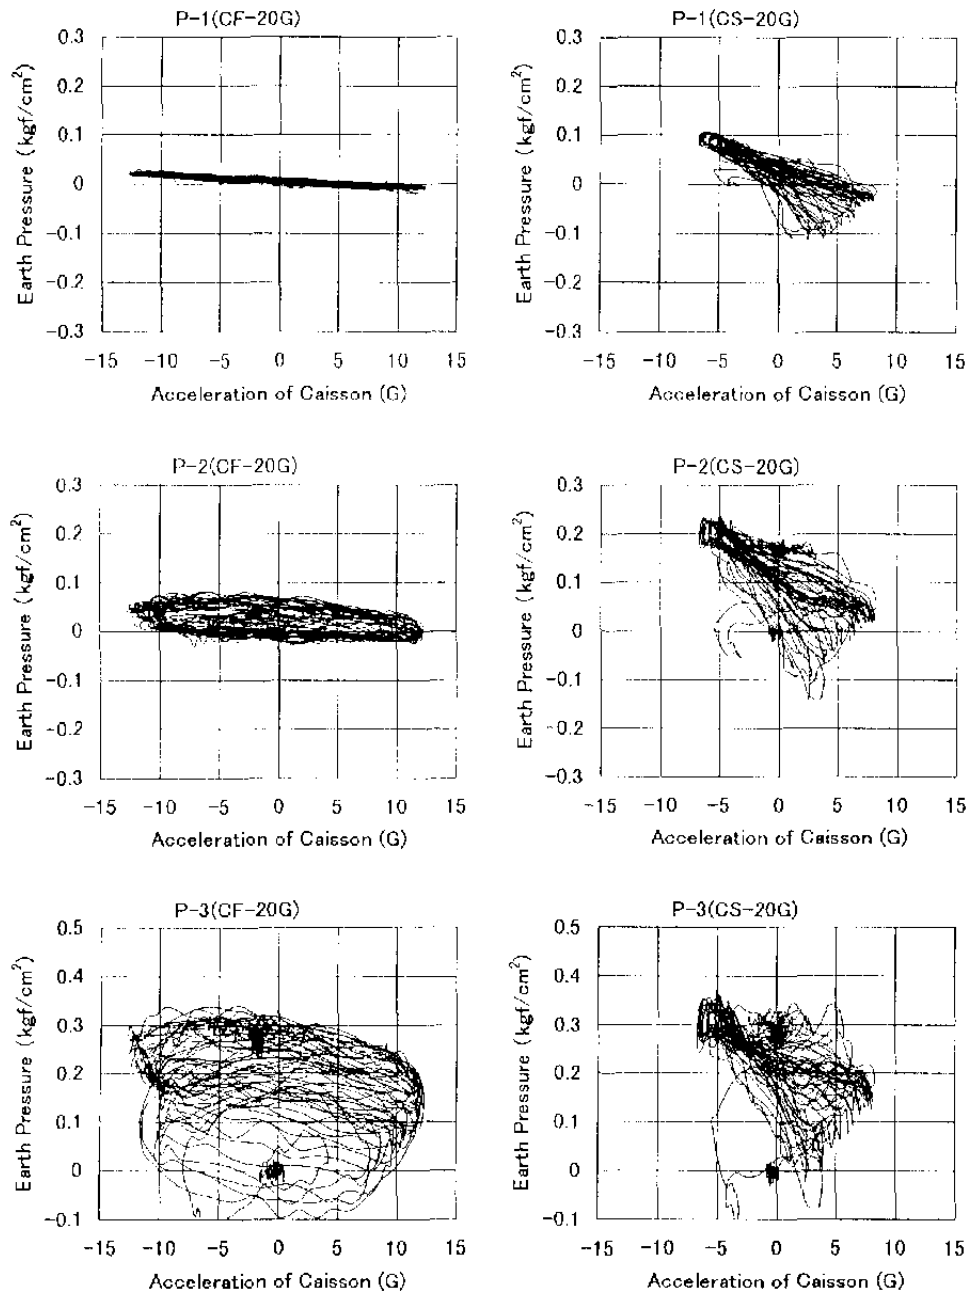 P-1(CF-20G)
0.3
0.2
0.1
0
-0.1
-0.2
-0.3
Earth Pressure (kgf/cm²)
-15 -10 -5 0 5 10 15
Acceleration of Caisson (G)
P-1(CS-20G)
0.3
0.2
0.1
0
-0.1
-0.2
-0.3
Earth Pressure (kgf/cm²)
-15 -10 -5 0 5 10 15
Acceleration of Caisson (G)
P-2(CF-20G)
0.3
0.2
0.1
0
-0.1
-0.2
-0.3
Earth Pressure (kgf/cm²)
-15 -10 -5 0 5 10 15
Acceleration of Caisson (G)
P-2(CS-20G)
0.3
0.2
0.1
0
-0.1
-0.2
-0.3
Earth Pressure (kgf/cm²)
-15 -10 -5 0 5 10 15
Acceleration of Caisson (G)
P-3(CF-20G)
0.5
0.4
0.3
0.2
0.1
0
-0.1
Earth Pressure (kgf/cm²)
-15 -10 -5 0 5 10 15
Acceleration of Caisson (G)
P-3(CS-20G)
0.5
0.4
0.3
0.2
0.1
0
-0.1
Earth Pressure (kgf/cm²)
-15 -10 -5 0 5 10 15
Acceleration of Caisson (G)